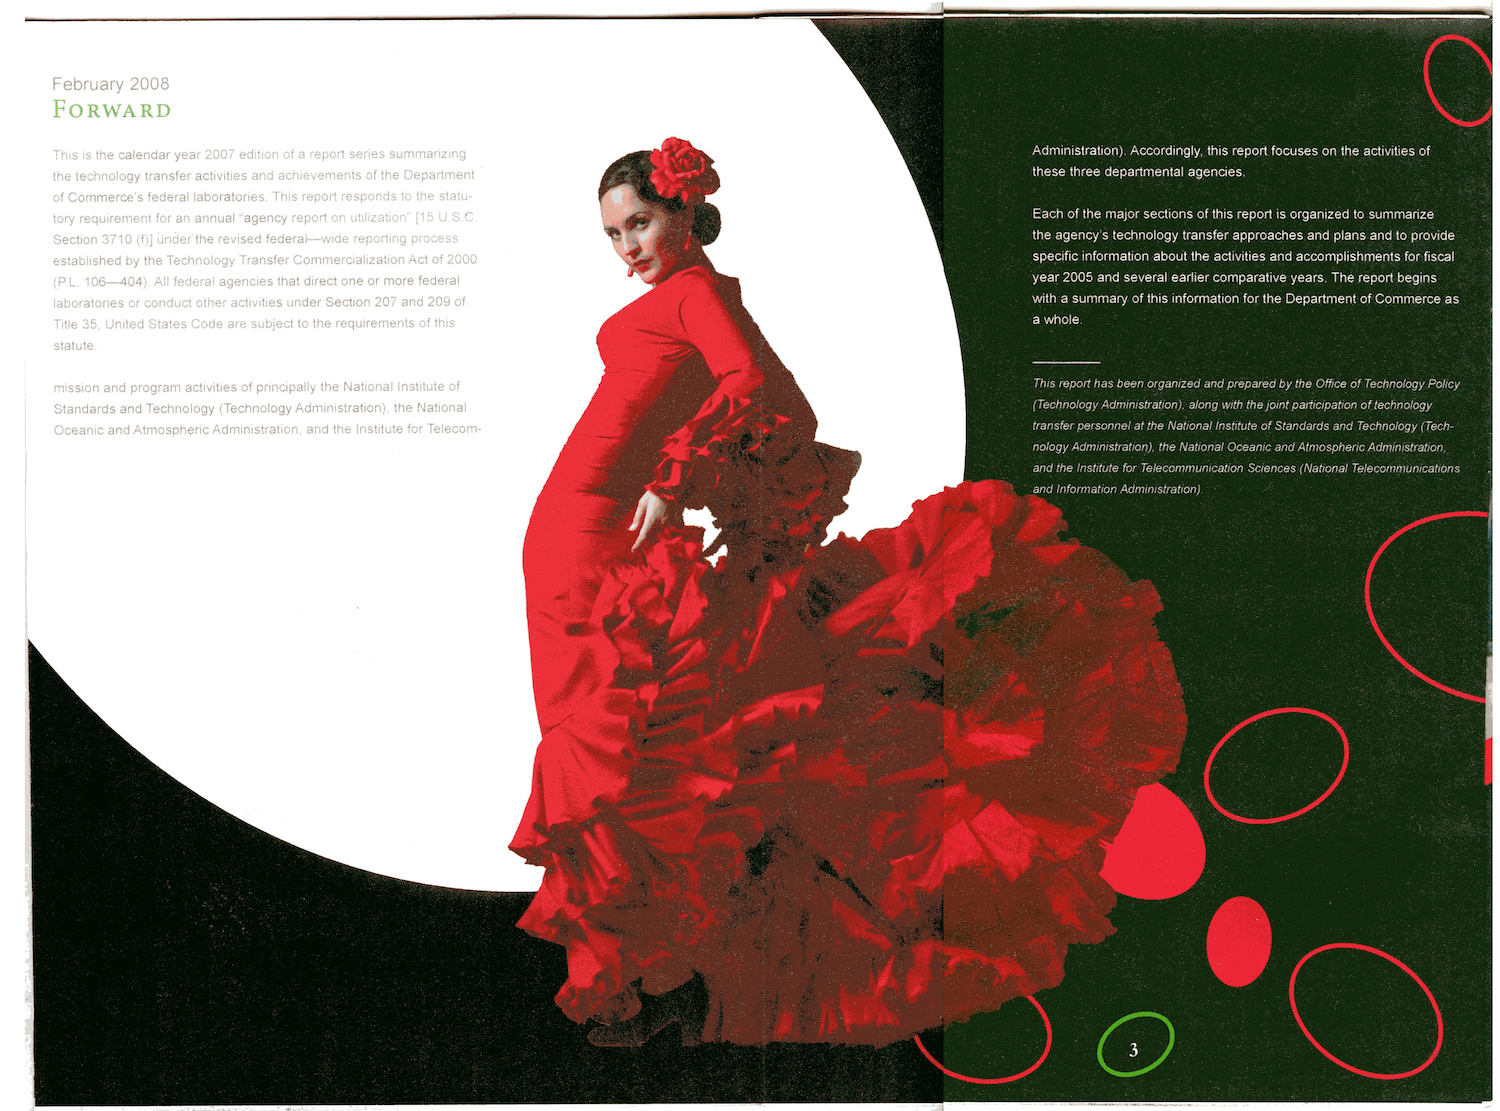 February 2008
FORWARD
This is the calendar year 2007 edition of a report series summarizing
the technology transfer activities and achievements of the Department
of Commerce's federal laboratories. This report responds to the statu-
tory requirement for an annual “agency report on utilization” [15 U.S.C.
Section 3710 (f)] under the revised federal—wide reporting process
established by the Technology Transfer Commercialization Act of 2000
(P.L. 106—404). All federal agencies that direct one or more federal
laboratories or conduct other activities under Section 207 and 209 of
Title 35, United States Code are subject to the requirements of this
statute.
mission and program activities of principally the National Institute of
Standards and Technology (Technology Administration), the National
Oceanic and Atmospheric Administration, and the Institute for Telecom-
Administration). Accordingly, this report focuses on the activities of
these three departmental agencies.
Each of the major sections of this report is organized to summarize
the agency's technology transfer approaches and plans and to provide
specific information about the activities and accomplishments for fiscal
year 2005 and several earlier comparative years. The report begins
with a summary of this information for the Department of Commerce as
a whole.
This report has been organized and prepared by the Office of Technology Policy
(Technology Administration), along with the joint participation of technology
transfer personnel at the National Institute of Standards and Technology (Tech-
nology Administration), the National Oceanic and Atmospheric Administration,
and the Institute for Telecommunication Sciences (National Telecommunications
and Information Administration).
3